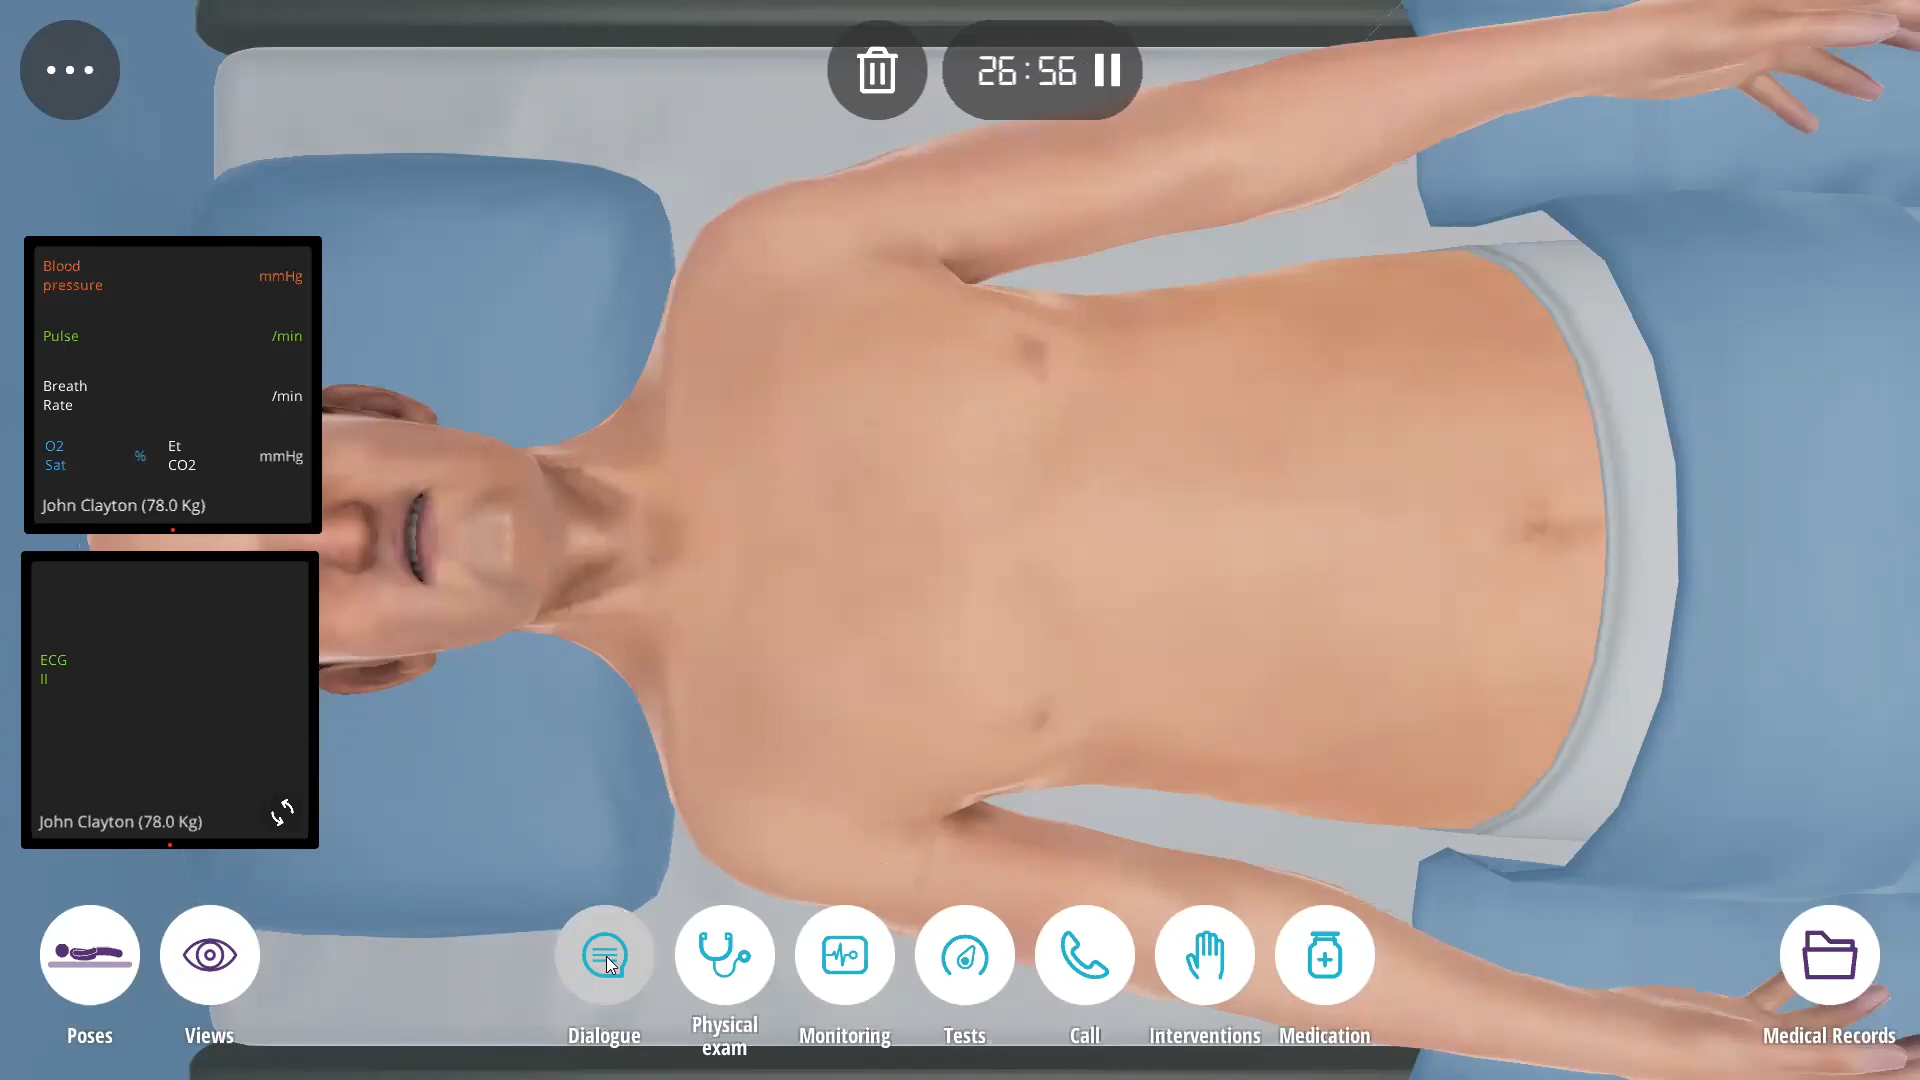 26:56
Blood
pressure
mmHg
Pulse
/min
Breath
Rate
/min
O2
Sat
%
Et
CO2
mmHg
John Clayton (78.0 Kg)
ECG
II
John Clayton (78.0 Kg)
Poses
Views
Dialogue
Physical
exam
Monitoring
Tests
Call
Interventions
Medication
Medical Records